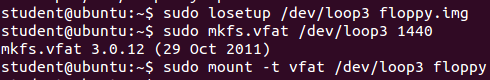 student@ubuntu:~$ sudo losetup /dev/loop3 floppy.img
student@ubuntu:~$ sudo mkfs.vfat /dev/loop3 1440
mkfs.vfat 3.0.12 (29 Oct 2011)
student@ubuntu:~$ sudo mount -t vfat /dev/loop3 floppy